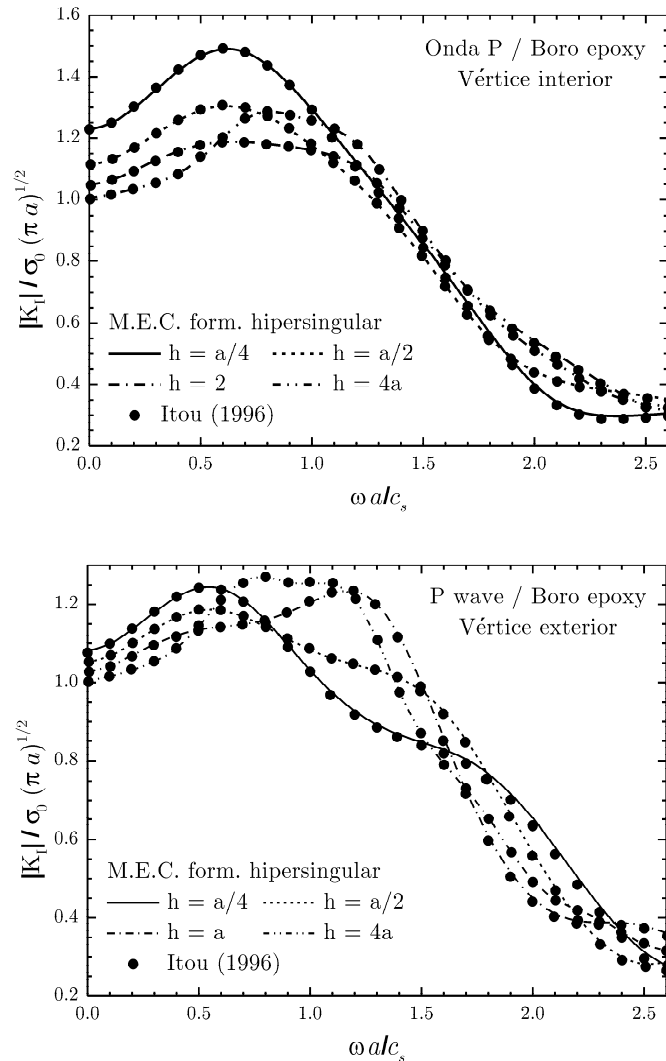 1.6
1.4
1.2
1.0
0.8
0.6
0.4
0.2
|K_I| / σ_0 (π a)^{1/2}
Onda P / Boro epoxy
Vértice interior
M.E.C. form. hipersingular
h = a/4 h = a/2
h = 2 h = 4a
Itou (1996)
0.0 0.5 1.0 1.5 2.0 2.5
ω a/c_s
1.2
1.0
0.8
0.6
0.4
0.2
|K_I| / σ_0 (π a)^{1/2}
P wave / Boro epoxy
Vértice exterior
M.E.C. form. hipersingular
h = a/4 h = a/2
h = a h = 4a
Itou (1996)
0.0 0.5 1.0 1.5 2.0 2.5
ω a/c_s